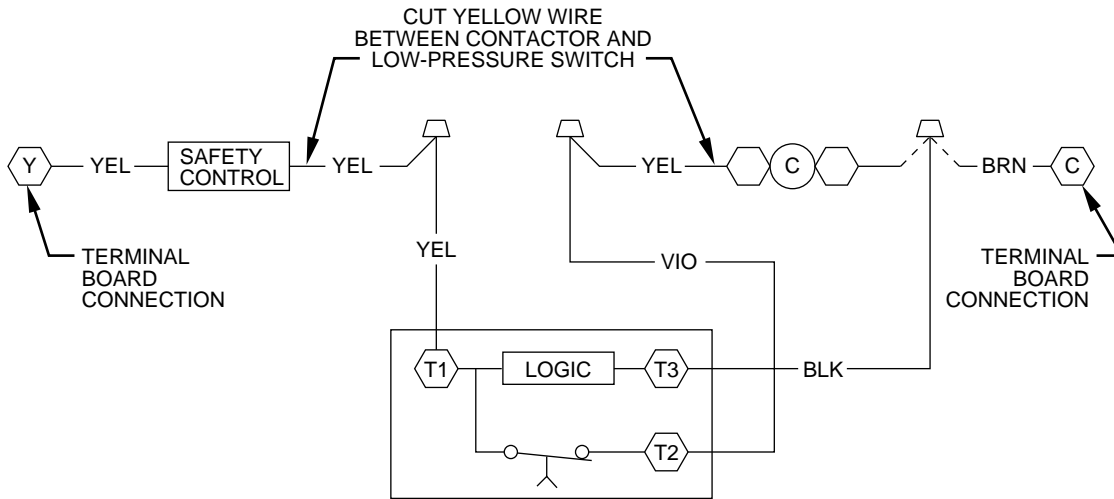 CUT YELLOW WIRE
BETWEEN CONTACTOR AND
LOW-PRESSURE SWITCH
Y
YEL
SAFETY
CONTROL
YEL
YEL
C
BRN
C
TERMINAL
BOARD
CONNECTION
YEL
VIO
TERMINAL
BOARD
CONNECTION
T1
LOGIC
T3
BLK
T2